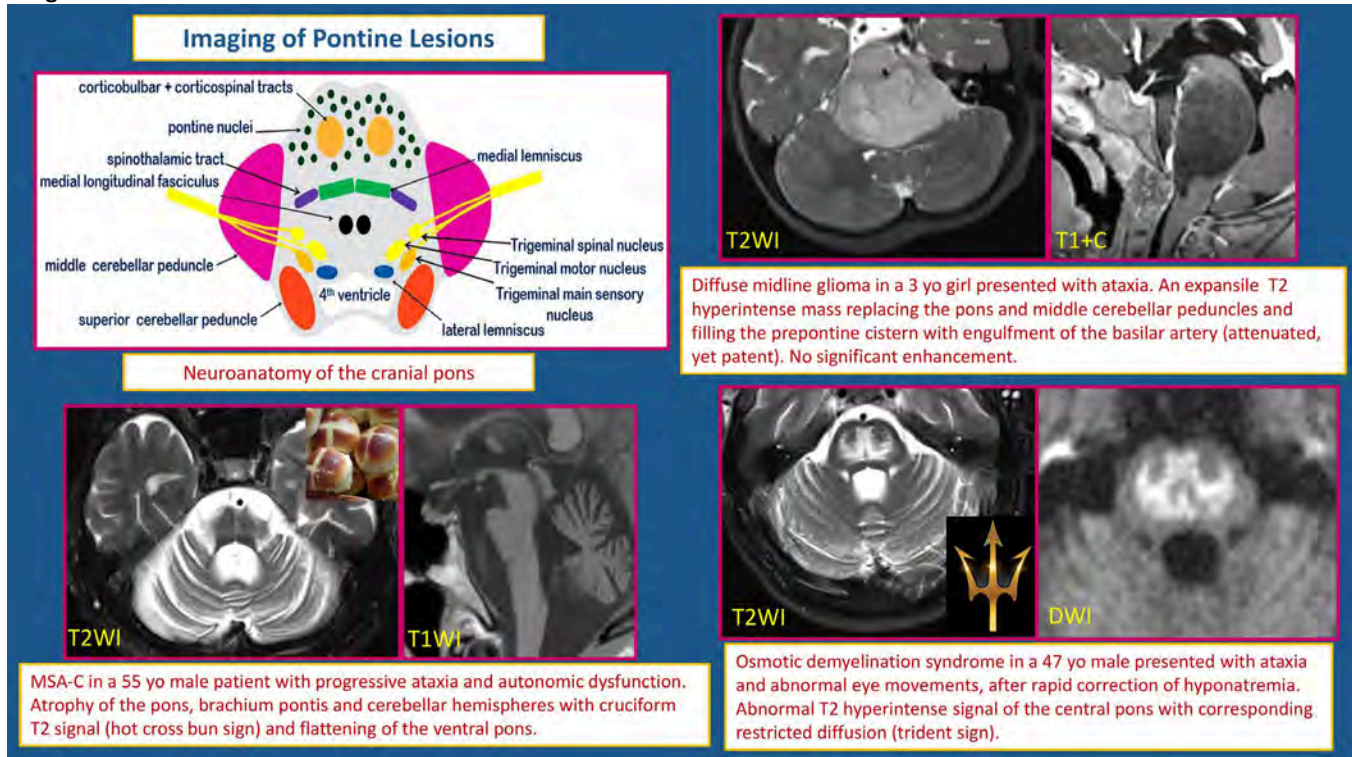 Imaging of Pontine Lesions
corticobulbar + corticospinal tracts
pontine nuclei
spinothalamic tract
medial longitudinal fasciculus
medial lemniscus
middle cerebellar peduncle
superior cerebellar peduncle
4th ventricle
Trigeminal spinal nucleus
Trigeminal motor nucleus
Trigeminal main sensory
nucleus
lateral lemniscus
Neuroanatomy of the cranial pons
T2WI
T1+C
Diffuse midline glioma in a 3 yo girl presented with ataxia. An expansile T2
hyperintense mass replacing the pons and middle cerebellar peduncles and
filling the prepontine cistern with engulfment of the basilar artery (attenuated,
yet patent). No significant enhancement.
T2WI
T1WI
MSA-C in a 55 yo male patient with progressive ataxia and autonomic dysfunction.
Atrophy of the pons, brachium pontis and cerebellar hemispheres with cruciform
T2 signal (hot cross bun sign) and flattening of the ventral pons.
T2WI
DWI
Osmotic demyelination syndrome in a 47 yo male presented with ataxia
and abnormal eye movements, after rapid correction of hyponatremia.
Abnormal T2 hyperintense signal of the central pons with corresponding
restricted diffusion (trident sign).